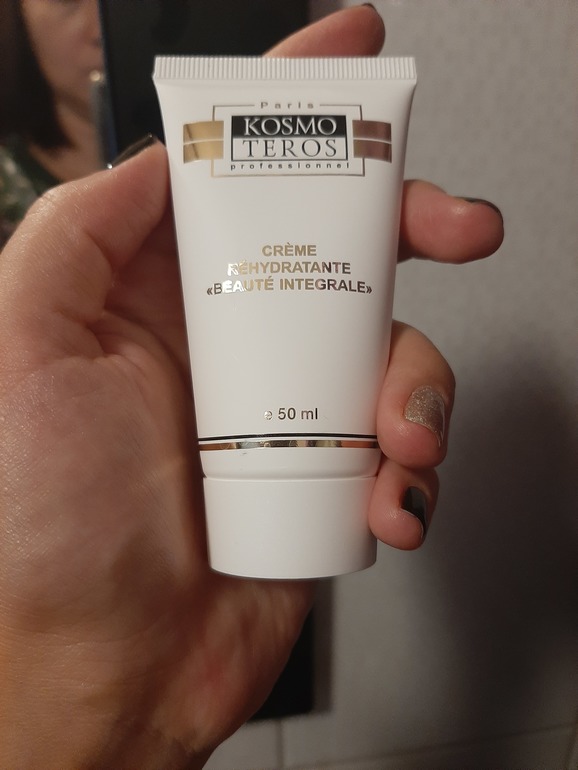 Paris
KOSMO
TEROS
professionnel
CRÈME
RÉHYDRATANTE
«BEAUTÉ INTEGRALE»
e 50 ml